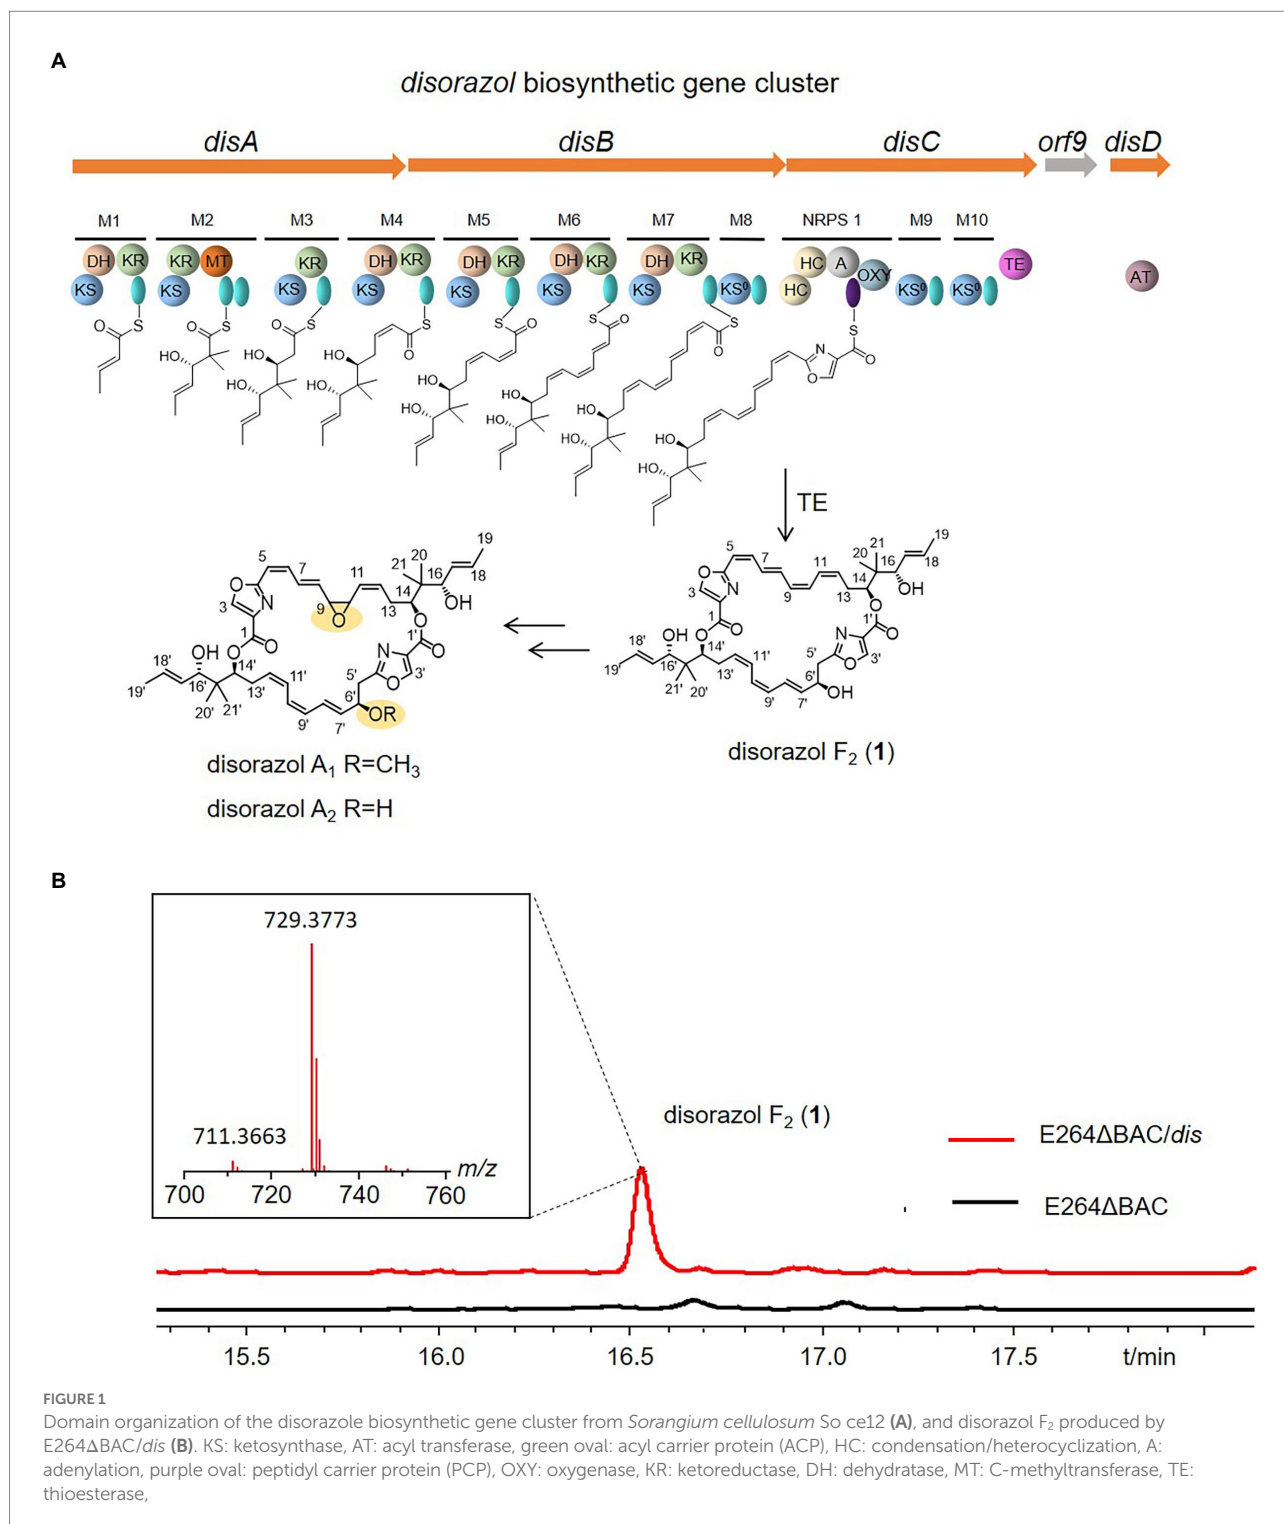 A
disorazol biosynthetic gene cluster
disA disB disC orf9 disD
M1 M2 M3 M4 M5 M6 M7 M8 NRPS 1 M9 M10
DH KR KR MT KR DH KR DH KR DH KR DH KR HC A OXY TE
KS KS KS KS KS KS KS KS⁰ HC KS⁰ KS⁰ AT
TE
disorazol A₁ R=CH₃
disorazol A₂ R=H
disorazol F₂ (1)
B
729.3773
711.3663
m/z
700 720 740 760
disorazol F₂ (1)
E264ΔBAC/dis
E264ΔBAC
15.5 16.0 16.5 17.0 17.5 t/min
FIGURE 1
Domain organization of the disorazole biosynthetic gene cluster from Sorangium cellulosum So ce12 (A), and disorazol F₂ produced by
E264ΔBAC/dis (B). KS: ketosynthase, AT: acyl transferase, green oval: acyl carrier protein (ACP), HC: condensation/heterocyclization, A:
adenylation, purple oval: peptidyl carrier protein (PCP), OXY: oxygenase, KR: ketoreductase, DH: dehydratase, MT: C-methyltransferase, TE:
thioesterase,